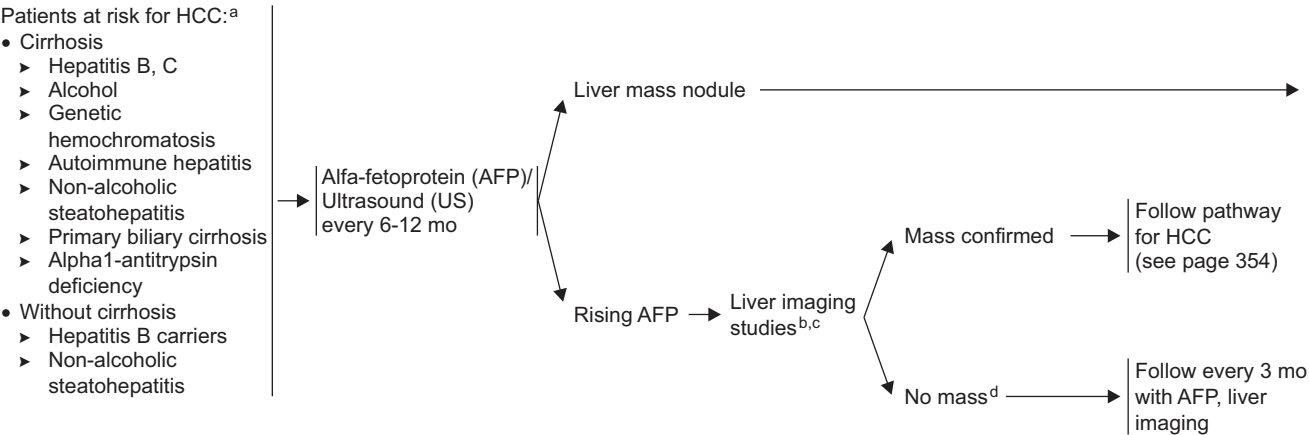 Patients at risk for HCC:a
• Cirrhosis
➤ Hepatitis B, C
➤ Alcohol
➤ Genetic
hemochromatosis
➤ Autoimmune hepatitis
➤ Non-alcoholic
steatohepatitis
➤ Primary biliary cirrhosis
➤ Alpha1-antitrypsin
deficiency
• Without cirrhosis
➤ Hepatitis B carriers
➤ Non-alcoholic
steatohepatitis
Alfa-fetoprotein (AFP)/
Ultrasound (US)
every 6-12 mo
Liver mass nodule
Rising AFP
Liver imaging
studiesb,c
Mass confirmed
Follow pathway
for HCC
(see page 354)
No massd
Follow every 3 mo
with AFP, liver
imaging